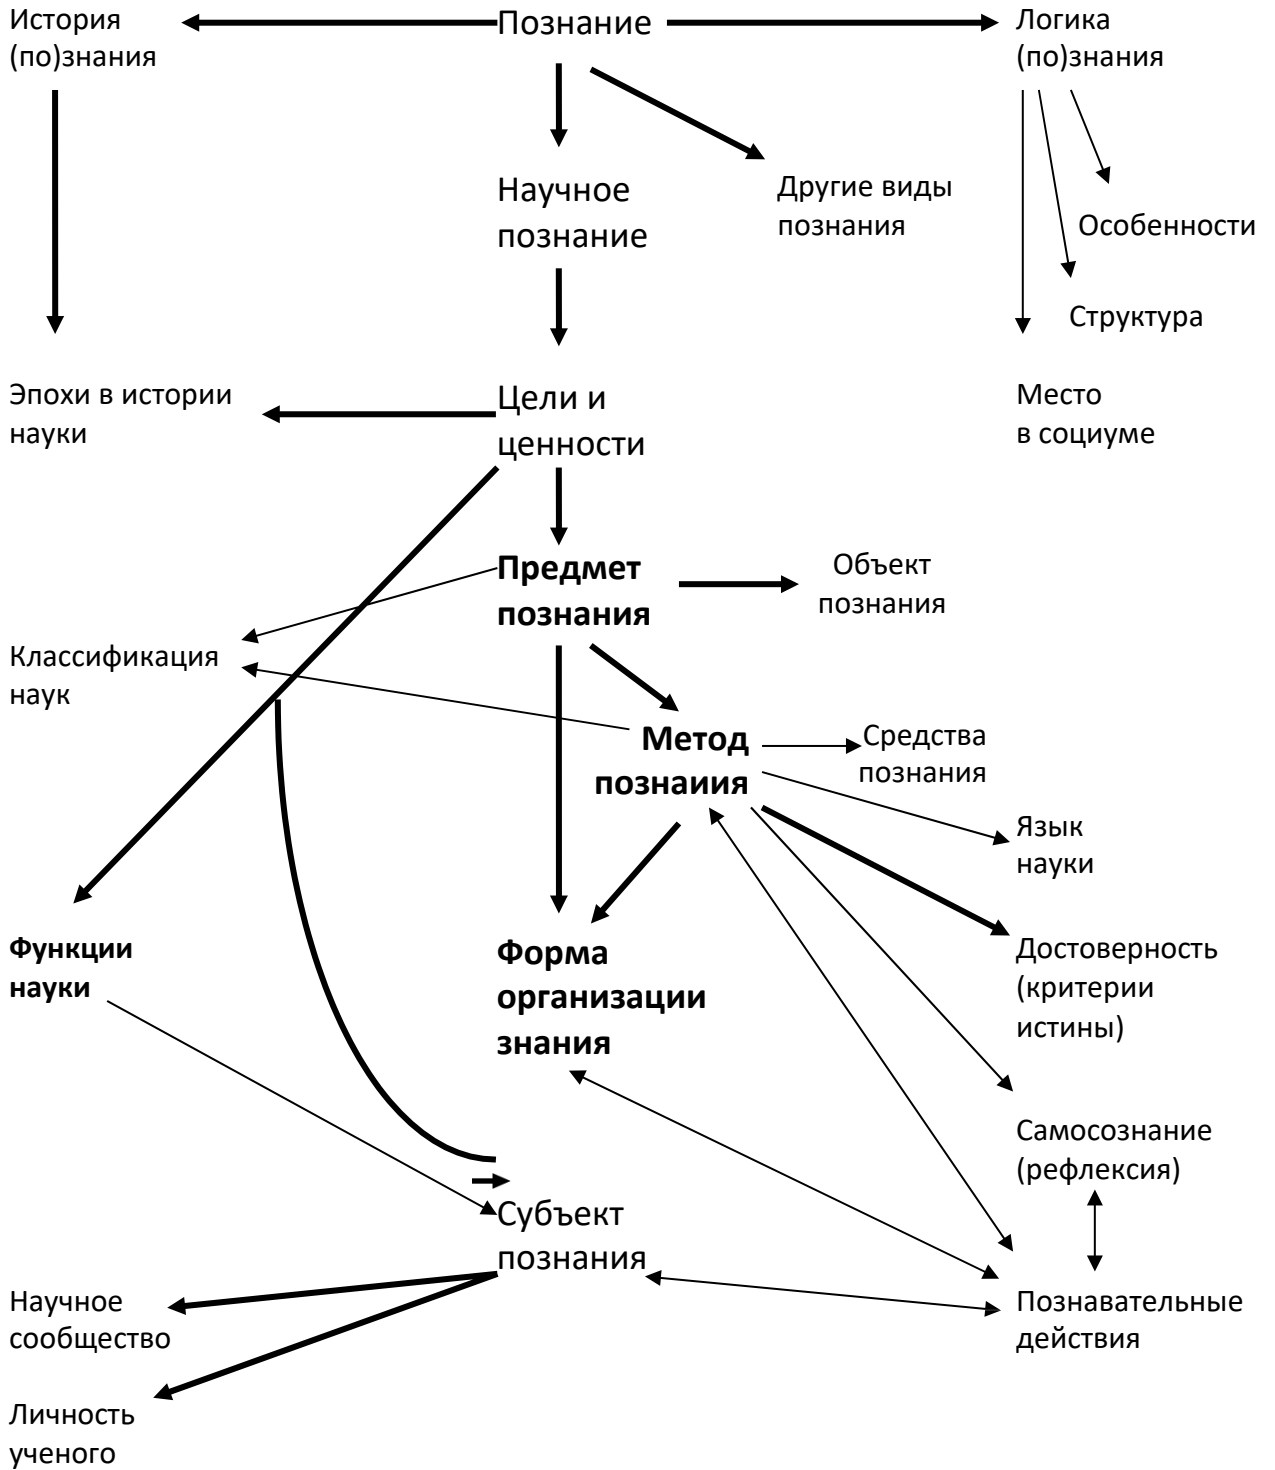 История
(по)знания
Познание
Логика
(по)знания
Научное
познание
Другие виды
познания
Особенности
Структура
Эпохи в истории
науки
Цели и
ценности
Место
в социуме
Предмет
познания
Объект
познания
Классификация
наук
Метод
познаиия
Средства
познания
Язык
науки
Функции
науки
Форма
организации
знания
Достоверность
(критерии
истины)
Самосознание
(рефлексия)
Субъект
познания
Научное
сообщество
Познавательные
действия
Личность
ученого